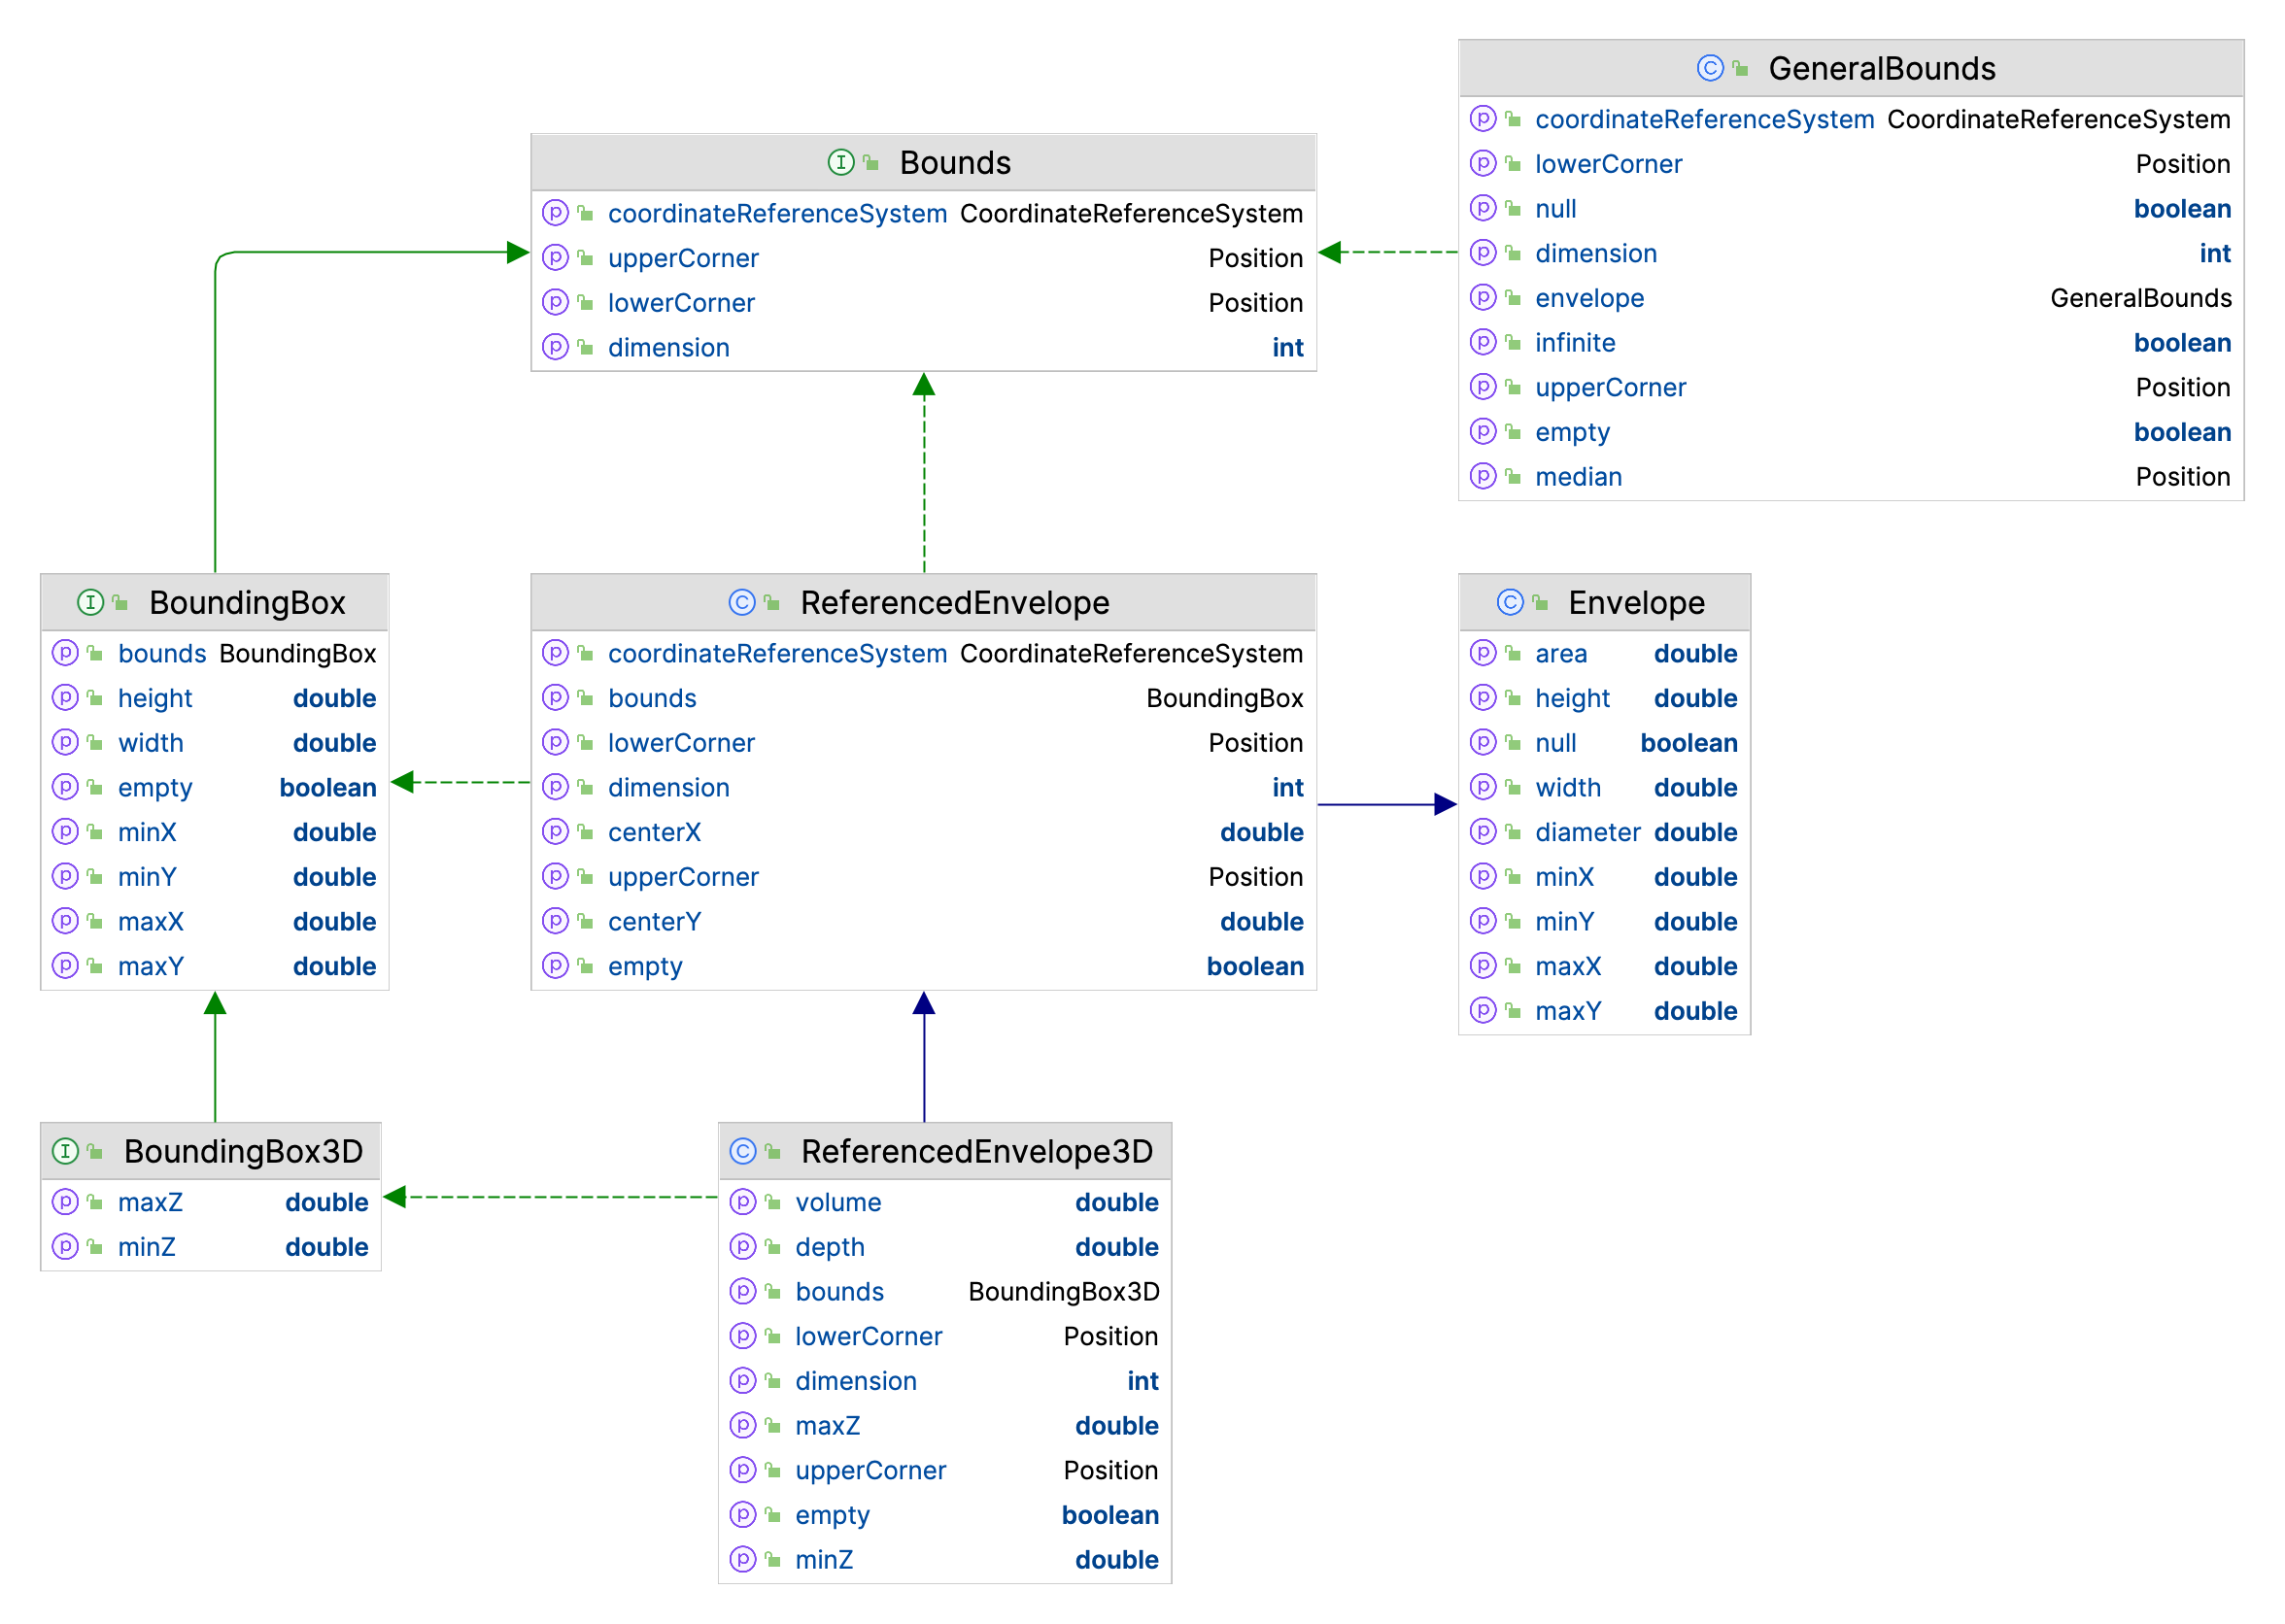 GeneralBounds
coordinateReferenceSystem CoordinateReferenceSystem
lowerCorner Position
null boolean
dimension int
envelope GeneralBounds
infinite boolean
upperCorner Position
empty boolean
median Position
Bounds
coordinateReferenceSystem CoordinateReferenceSystem
upperCorner Position
lowerCorner Position
dimension int
BoundingBox
bounds BoundingBox
height double
width double
empty boolean
minX double
minY double
maxX double
maxY double
ReferencedEnvelope
coordinateReferenceSystem CoordinateReferenceSystem
bounds BoundingBox
lowerCorner Position
dimension int
centerX double
upperCorner Position
centerY double
empty boolean
Envelope
area double
height double
null boolean
width double
diameter double
minX double
minY double
maxX double
maxY double
BoundingBox3D
maxZ double
minZ double
ReferencedEnvelope3D
volume double
depth double
bounds BoundingBox3D
lowerCorner Position
dimension int
maxZ double
upperCorner Position
empty boolean
minZ double